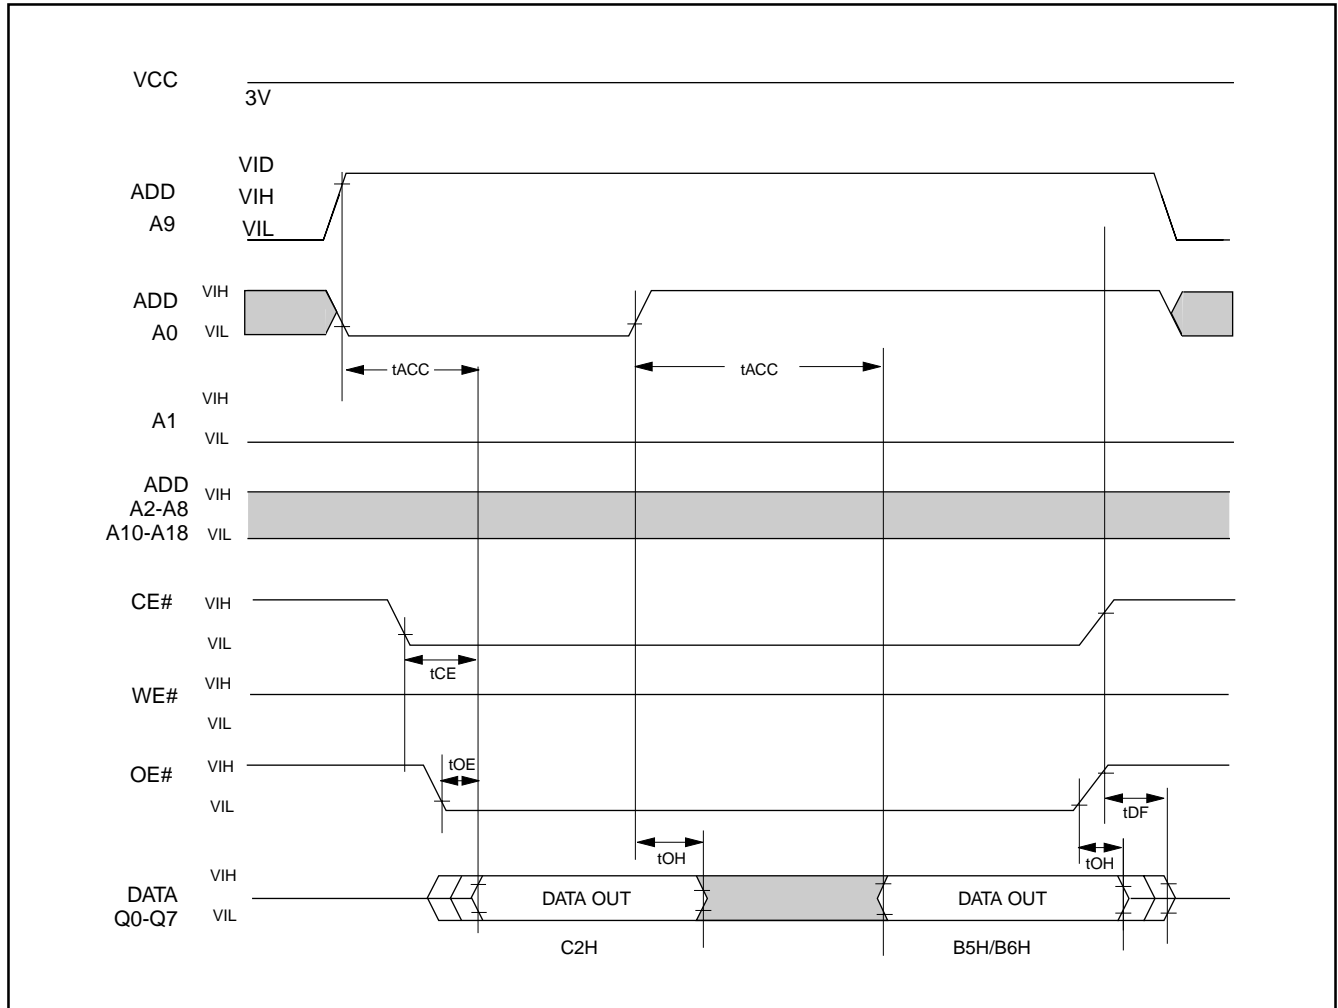 VCC
3V
VID
ADD
VIH
A9
VIL
ADD
VIH
A0
VIL
tACC
tACC
VIH
A1
VIL
ADD
VIH
A2-A8
A10-A18
VIL
CE#
VIH
VIL
tCE
WE#
VIH
VIL
OE#
VIH
tOE
VIL
tDF
tOH
tOH
VIH
DATA
DATA OUT
DATA OUT
Q0-Q7
VIL
C2H
B5H/B6H